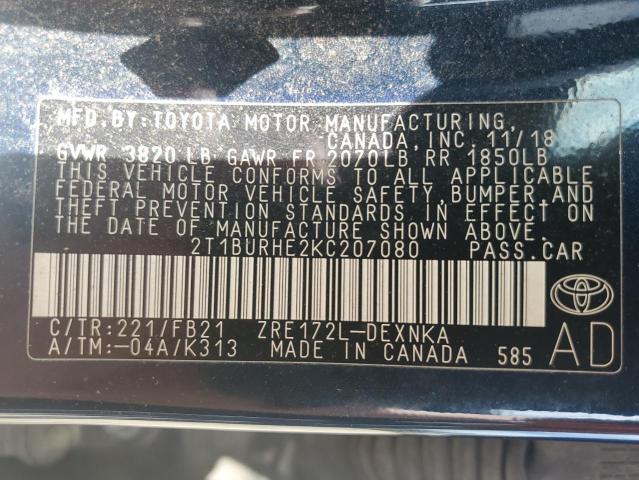 MFD. BY: TOYOTA MOTOR MANUFACTURING,
CANADA, INC. 11/18
GVWR 3820 LB GAWR FR 2070LB, RR 1850LB
THIS VEHICLE CONFORMS TO ALL APPLICABLE
FEDERAL MOTOR VEHICLE SAFETY, BUMPER, AND
THEFT PREVENTION STANDARDS IN EFFECT ON
THE DATE OF MANUFACTURE SHOWN ABOVE.
2T1BURHE2KC207080 PASS. CAR
C/TR: 221/FB21 ZRE172L-DEXNKA
A/TM: -04A/K313 MADE IN CANADA 585
AD